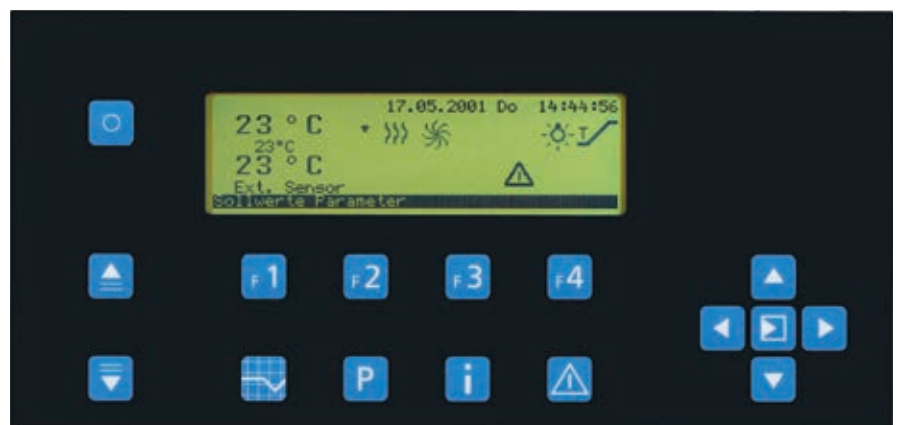 17.05.2001 Do 14:44:56
23 °C
23°C
T
23 °C
Ext. Sensor
Sollwerte Parameter
F1 F2 F3 F4
P i